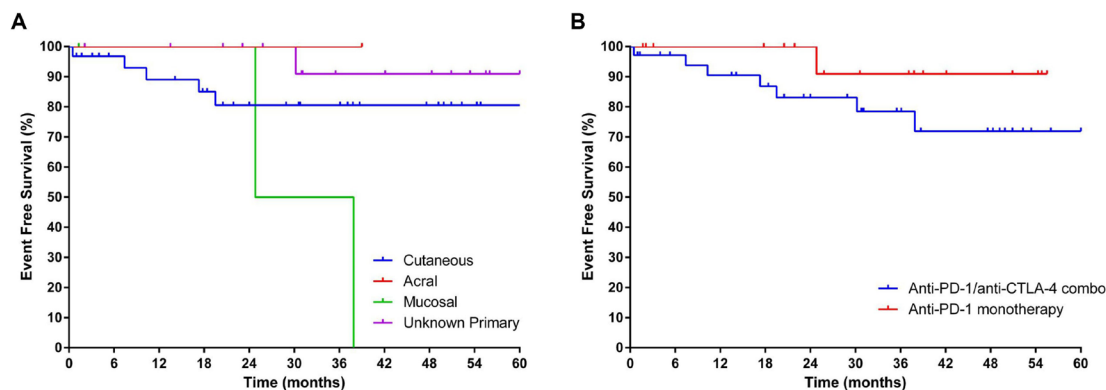 A
Event Free Survival (%)
100
90
80
70
60
50
40
30
20
10
0
0 6 12 18 24 30 36 42 48 54 60
Time (months)
Cutaneous
Acral
Mucosal
Unknown Primary
B
Event Free Survival (%)
100
90
80
70
60
50
40
30
20
10
0
0 6 12 18 24 30 36 42 48 54 60
Time (months)
Anti-PD-1/anti-CTLA-4 combo
Anti-PD-1 monotherapy